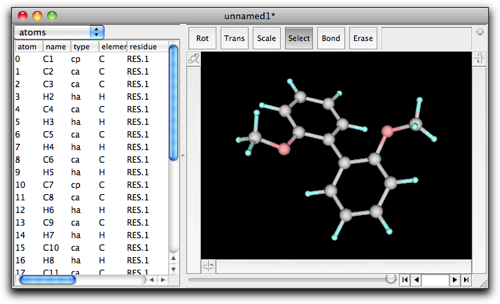 unnamed1*
atoms
Rot Trans Scale Select Bond Erase
atom name type elemer residue
0 C1 cp C RES.1
1 C2 ca C RES.1
2 C3 ca C RES.1
3 H2 ha H RES.1
4 C4 ca C RES.1
5 H3 ha H RES.1
6 C5 ca C RES.1
7 H4 ha H RES.1
8 C6 ca C RES.1
9 H5 ha H RES.1
10 C7 cp C RES.1
11 C8 ca C RES.1
12 H6 ha H RES.1
13 C9 ca C RES.1
14 H7 ha H RES.1
15 C10 ca C RES.1
16 H8 ha H RES.1
17 C11 ca C RES.1